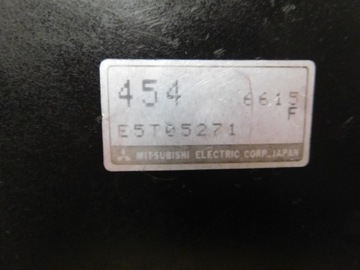 454 6615
F
E5T05271
MITSUBISHI ELECTRIC CORP. JAPAN